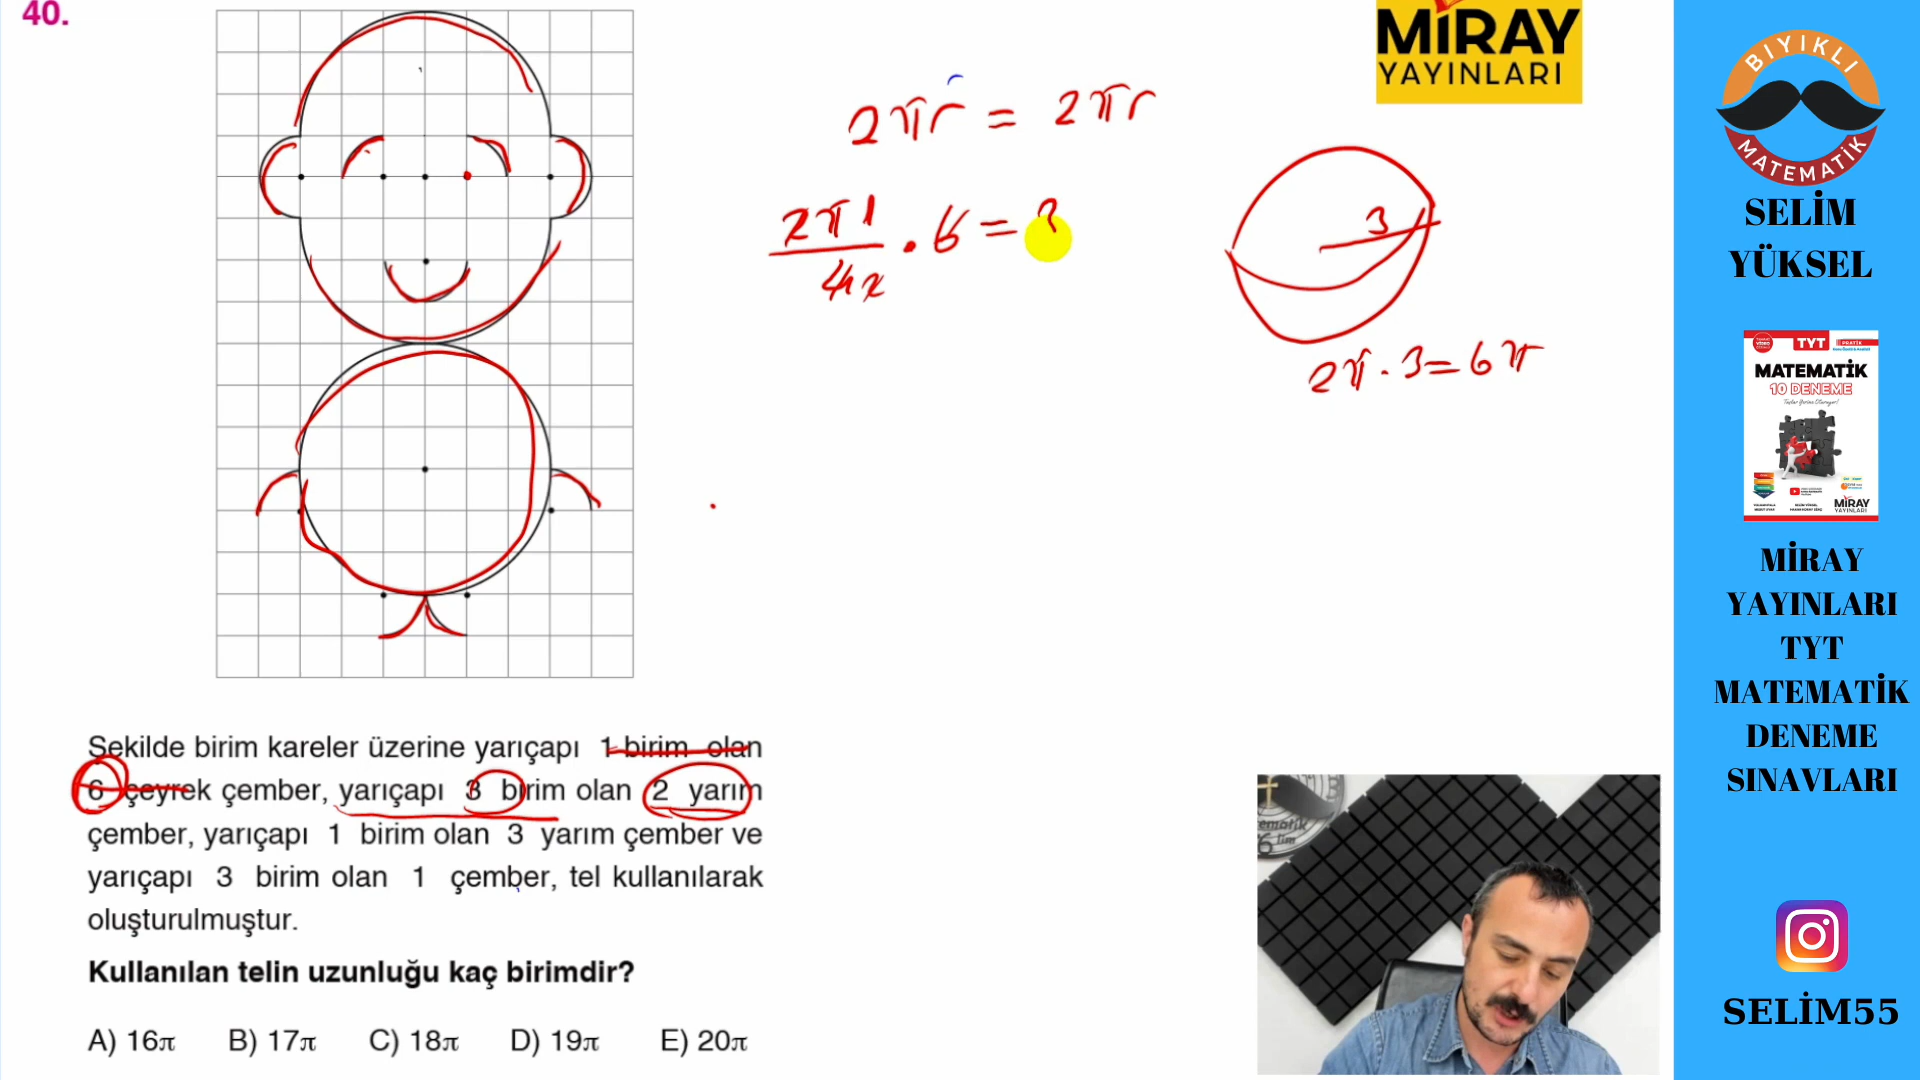 40.
2πr = 2πr
2π1
4 2
. 6 = 3
3
2π . 3 = 6π
Şekilde birim kareler üzerine yarıçapı 1 birim olan
6 çeyrek çember, yarıçapı 3 birim olan 2 yarım
çember, yarıçapı 1 birim olan 3 yarım çember ve
yarıçapı 3 birim olan 1 çember, tel kullanılarak
oluşturulmuştur.
Kullanılan telin uzunluğu kaç birimdir?
A) 16π B) 17π C) 18π D) 19π E) 20π
MİRAY
YAYINLARI
BIYIKLI
MATEMATİK
SELİM
YÜKSEL
TYT
PRATİK
MATEMATİK
10 DENEME
MİRAY
YAYINLARI
MİRAY
YAYINLARI
TYT
MATEMATİK
DENEME
SINAVLARI
SELİM55